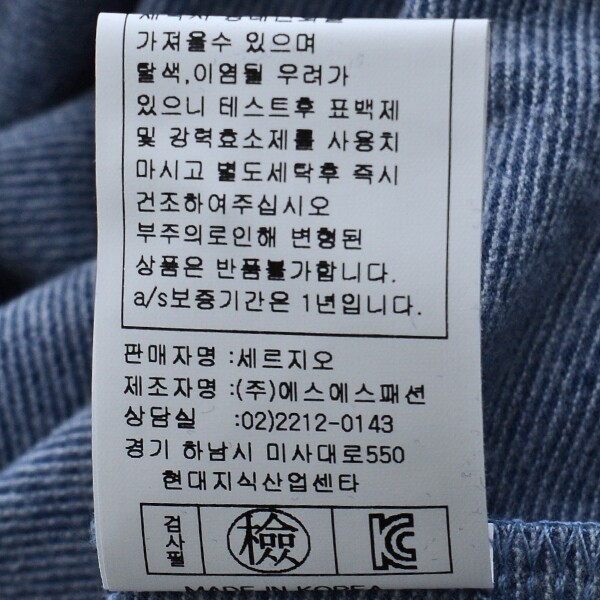 가져올수 있으며
탈색,이염될 우려가
있으니 테스트후 표백제
및 강력효소제를 사용치
마시고 별도세탁후 즉시
건조하여주십시오
부주의로인해 변형된
상품은 반품불가합니다.
a/s보증기간은 1년입니다.
판매자명 :세르지오
제조자명 :(주)에스에스패션
상담실 :02)2212-0143
경기 하남시 미사대로550
현대지식산업센타
검사필 檢 KC
MADE IN KOREA